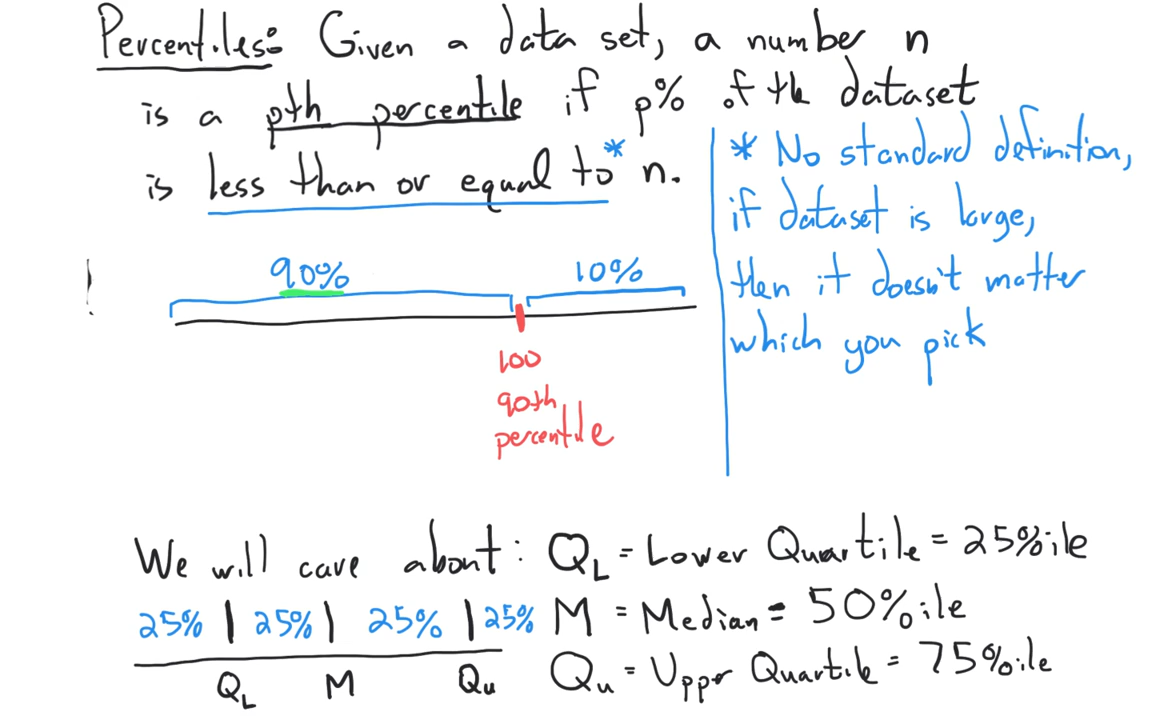 Percentiles: Given a data set, a number n
is a pth percentile if p% of the dataset
is less than or equal to* n.
* No standard definition,
if dataset is large,
then it doesn't matter
which you pick
90% 10%
100
90th
percentile
We will care about: QL = Lower Quartile = 25%ile
25% | 25% | 25% | 25% M = Median = 50%ile
QL M Qu Qu = Upper Quartile = 75%ile